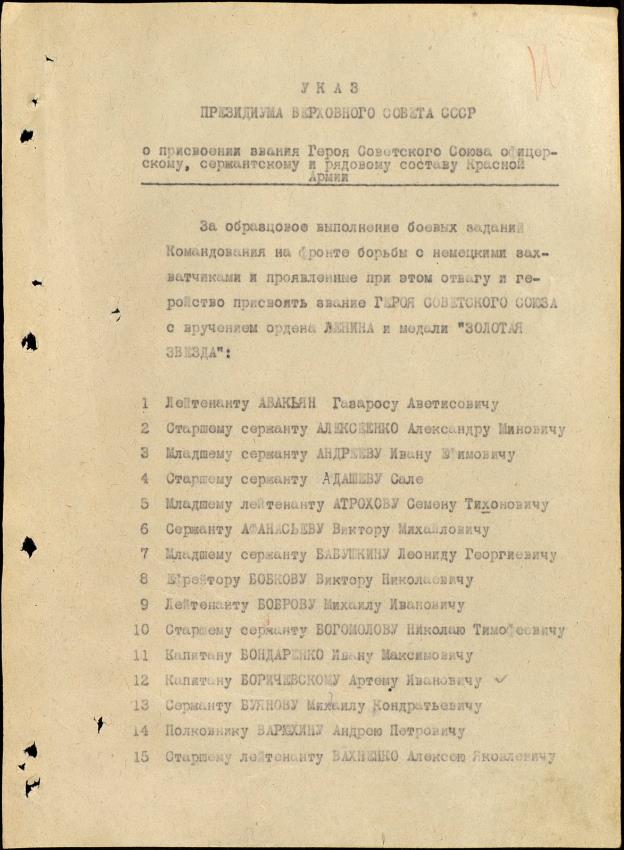 У К А З
ПРЕЗИДИУМА ВЕРХОВНОГО СОВЕТА СССР
о присвоении звания Героя Советского Союза офицер-
скому, сержантскому и рядовому составу Красной
Армии
За образцовое выполнение боевых заданий
Командования на фронте борьбы с немецкими зах-
ватчиками и проявленные при этом отвагу и ге-
ройство присвоить звание ГЕРОЯ СОВЕТСКОГО СОЮЗА
с вручением ордена ЛЕНИНА и медали "ЗОЛОТАЯ
ЗВЕЗДА":
1 Лейтенанту АВАКЬЯН Газаросу Аветисовичу
2 Старшему сержанту АЛЕКСЕЕНКО Александру Миновичу
3 Младшему сержанту АНДРЕЕВУ Ивану Ефимовичу
4 Старшему сержанту АДАШЕВУ Сале
5 Младшему лейтенанту АТРОХОВУ Семену Тихоновичу
6 Сержанту АФАНАСЬЕВУ Виктору Михайловичу
7 Младшему сержанту БАБУШКИНУ Леониду Георгиевичу
8 Ефрейтору БОБКОВУ Виктору Николаевичу
9 Лейтенанту БОБРОВУ Михаилу Ивановичу
10 Старшему сержанту БОГОМОЛОВУ Николаю Тимофеевичу
11 Капитану БОНДАРЕНКО Ивану Максимовичу
12 Капитану БОРИЧЕВСКОМУ Артему Ивановичу
13 Сержанту БУЯНОВУ Михаилу Кондратьевичу
14 Полковнику ВАРЮХИНУ Андрею Петровичу
15 Старшему лейтенанту ВАХНЕНКО Алексею Яковлевичу